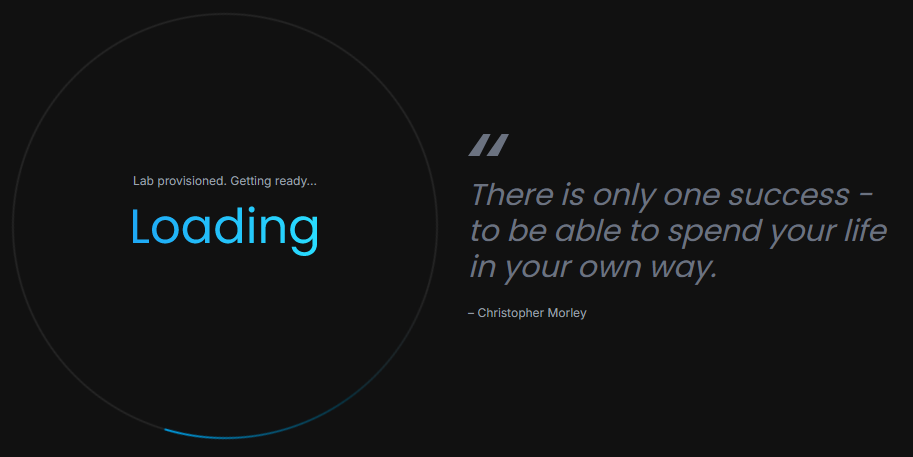 Lab provisioned. Getting ready...
Loading
"
There is only one success –
to be able to spend your life
in your own way.
– Christopher Morley